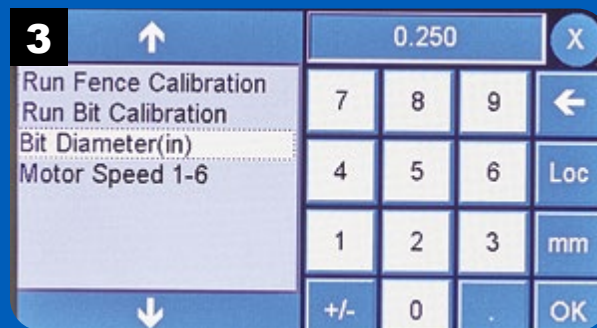 3
0.250
X
Run Fence Calibration
Run Bit Calibration
Bit Diameter(in)
Motor Speed 1-6
7 8 9
4 5 6 Loc
1 2 3 mm
+/- 0 . OK